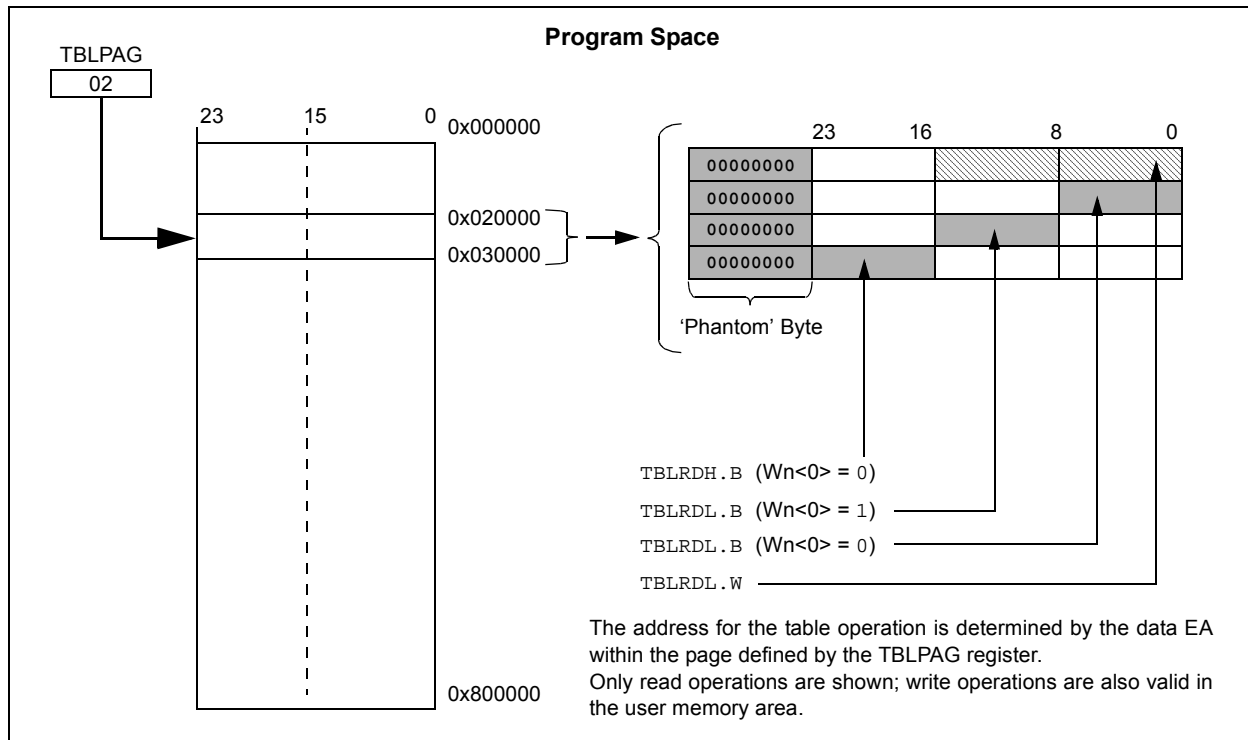 Program Space
TBLPAG
02
23 15 0
0x000000
0x020000
0x030000
0x800000
23 16 8 0
00000000
00000000
00000000
00000000
‘Phantom’ Byte
TBLRDH.B (Wn<0> = 0)
TBLRDL.B (Wn<0> = 1)
TBLRDL.B (Wn<0> = 0)
TBLRDL.W
The address for the table operation is determined by the data EA
within the page defined by the TBLPAG register.
Only read operations are shown; write operations are also valid in
the user memory area.